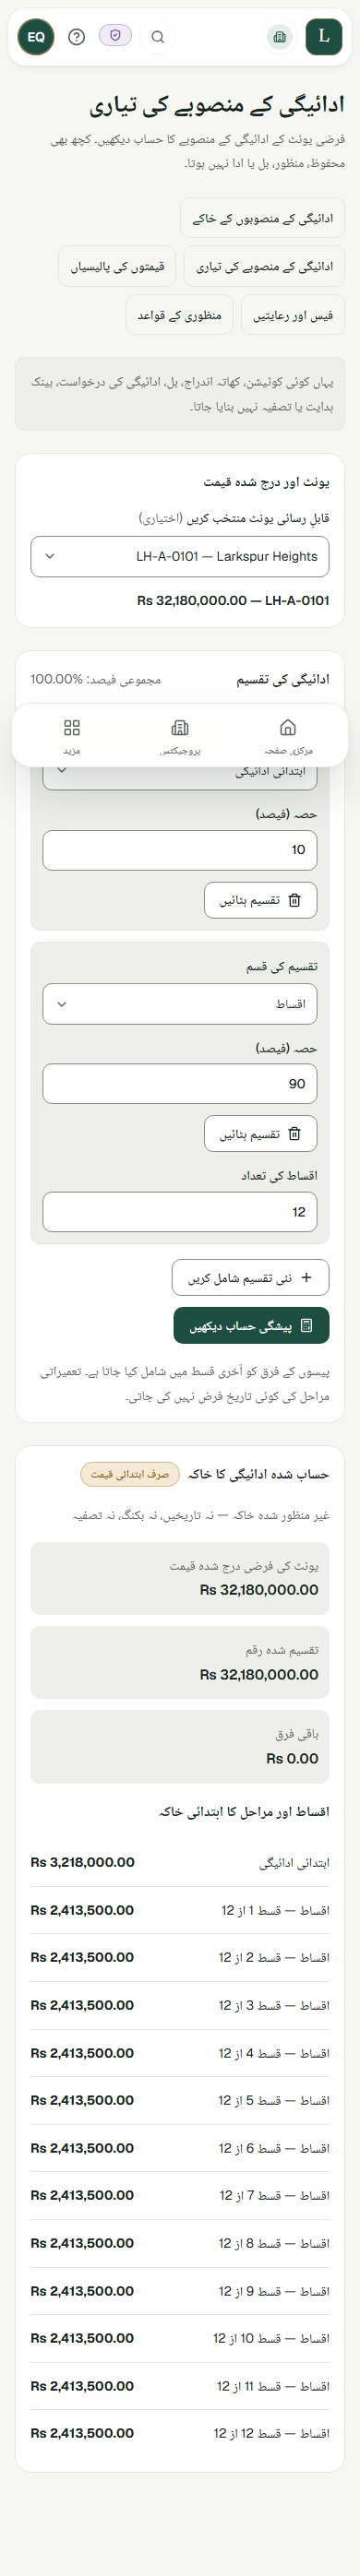 L
EQ
ادائیگی کے منصوبے کی تیاری
فرضی یونٹ کے ادائیگی کے منصوبے کا حساب دیکھیں۔ کچھ بھی
محفوظ، منظور، بل یا ادا نہیں ہوتا۔
ادائیگی کے منصوبوں کے خاکے
ادائیگی کے منصوبے کی تیاری
قیمتوں کی پالیسیاں
فیس اور رعایتیں
منظوری کے قواعد
یہاں کوئی کوٹیشن، کھاتہ اندراج، بل، ادائیگی کی درخواست، بینک
ہدایت یا تصفیہ نہیں بنایا جاتا۔
یونٹ اور درج شدہ قیمت
قابلِ رسائی یونٹ منتخب کریں (اختیاری)
LH-A-0101 — Larkspur Heights
Rs 32,180,000.00 — LH-A-0101
ادائیگی کی تقسیم
مجموعی فیصد: 100.00%
مرکزی صفحہ
پروجیکٹس
مزید
ابتدائی ادائیگی
حصہ (فیصد)
10
تقسیم ہٹائیں
تقسیم کی قسم
اقساط
حصہ (فیصد)
90
تقسیم ہٹائیں
اقساط کی تعداد
12
نئی تقسیم شامل کریں
پیشگی حساب دیکھیں
پیسوں کے فرق کو آخری قسط میں شامل کیا جاتا ہے۔ تعمیراتی
مراحل کی کوئی تاریخ فرض نہیں کی جاتی۔
حساب شدہ ادائیگی کا خاکہ
صرف ابتدائی قیمت
غیر منظور شدہ خاکہ — نہ تاریخیں، نہ بکنگ، نہ تصفیہ
یونٹ کی فرضی درج شدہ قیمت
Rs 32,180,000.00
تقسیم شدہ رقم
Rs 32,180,000.00
باقی فرق
Rs 0.00
اقساط اور مراحل کا ابتدائی خاکہ
ابتدائی ادائیگی Rs 3,218,000.00
اقساط — قسط 1 از 12 Rs 2,413,500.00
اقساط — قسط 2 از 12 Rs 2,413,500.00
اقساط — قسط 3 از 12 Rs 2,413,500.00
اقساط — قسط 4 از 12 Rs 2,413,500.00
اقساط — قسط 5 از 12 Rs 2,413,500.00
اقساط — قسط 6 از 12 Rs 2,413,500.00
اقساط — قسط 7 از 12 Rs 2,413,500.00
اقساط — قسط 8 از 12 Rs 2,413,500.00
اقساط — قسط 9 از 12 Rs 2,413,500.00
اقساط — قسط 10 از 12 Rs 2,413,500.00
اقساط — قسط 11 از 12 Rs 2,413,500.00
اقساط — قسط 12 از 12 Rs 2,413,500.00